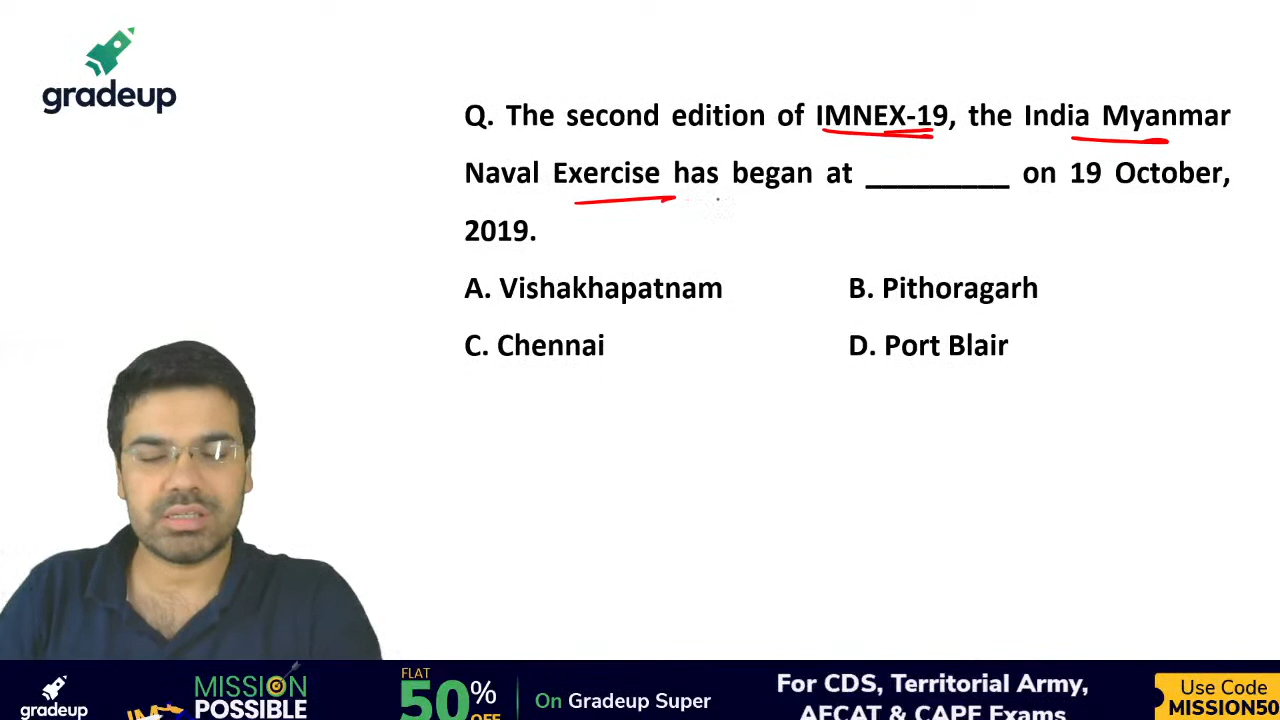 gradeup
Q. The second edition of IMNEX-19, the India Myanmar
Naval Exercise has began at _________ on 19 October,
2019.
A. Vishakhapatnam B. Pithoragarh
C. Chennai D. Port Blair
gradeup
MISSION
POSSIBLE
FLAT
50% OFF
On Gradeup Super
For CDS, Territorial Army,
AFCAT & CAPF Exams
Use Code
MISSION50